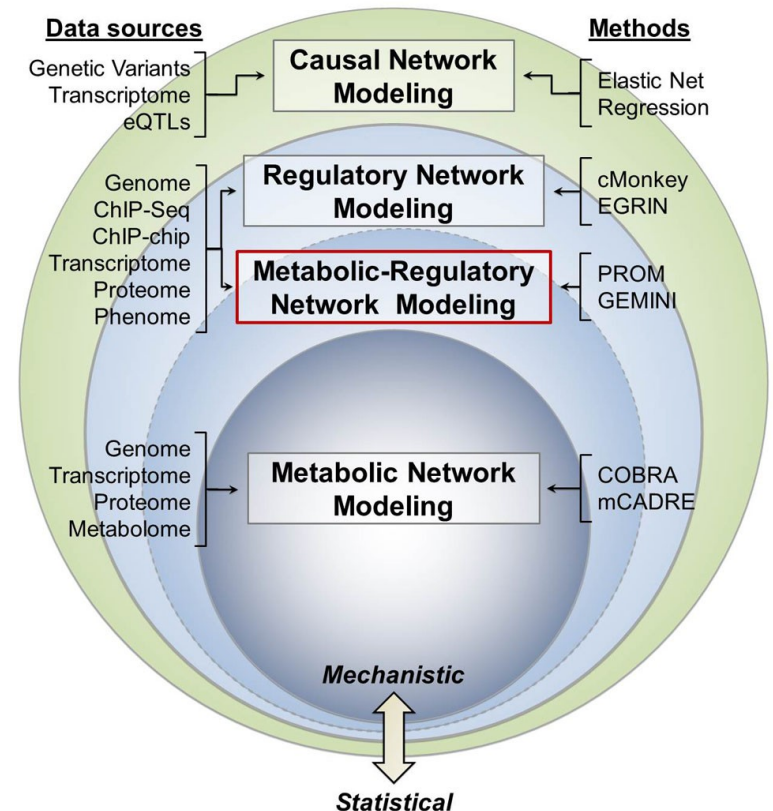 Data sources
Methods
Genetic Variants
Transcriptome
eQTLs
Causal Network
Modeling
Elastic Net
Regression
Genome
ChIP-Seq
ChIP-chip
Transcriptome
Proteome
Phenome
Regulatory Network
Modeling
cMonkey
EGRIN
Metabolic-Regulatory
Network Modeling
PROM
GEMINI
Genome
Transcriptome
Proteome
Metabolome
Metabolic Network
Modeling
COBRA
mCADRE
Mechanistic
Statistical